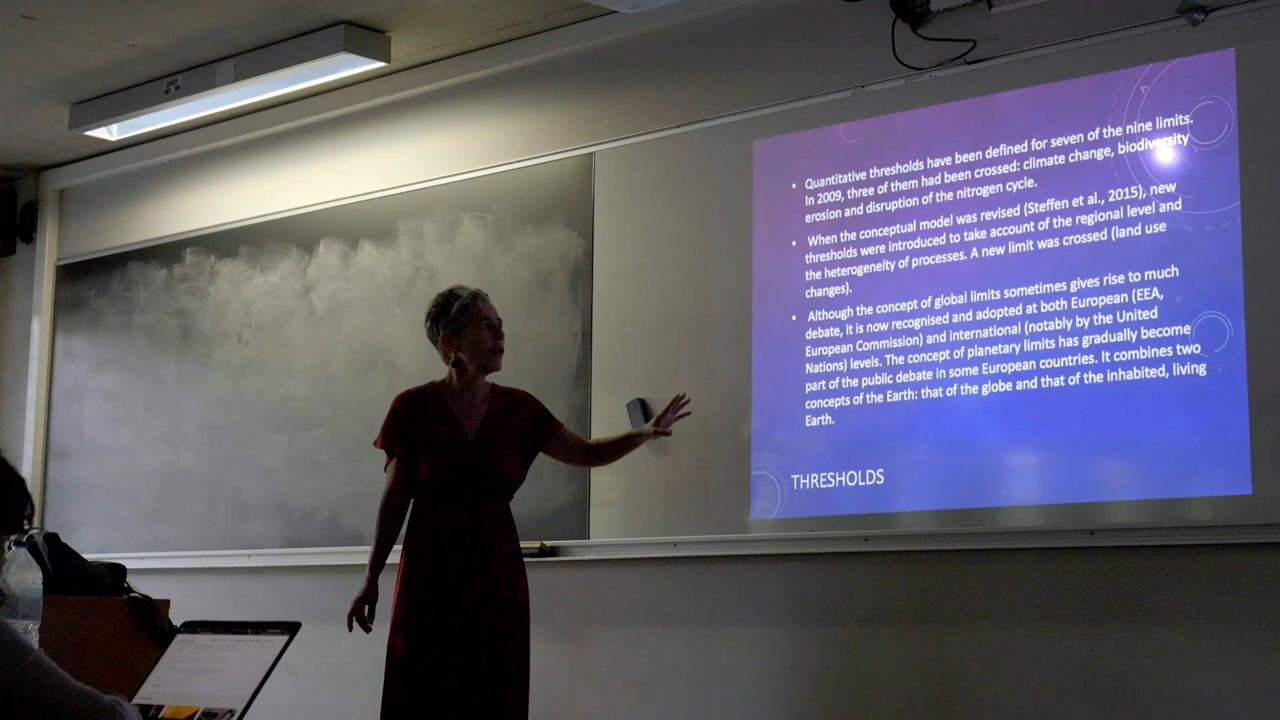 • Quantitative thresholds have been defined for seven of the nine limits.
In 2009, three of them had been crossed: climate change, biodiversity
erosion and disruption of the nitrogen cycle.
• When the conceptual model was revised (Steffen et al., 2015), new
thresholds were introduced to take account of the regional level and
the heterogeneity of processes. A new limit was crossed (land use
changes).
• Although the concept of global limits sometimes gives rise to much
debate, it is now recognised and adopted at both European (EEA,
European Commission) and international (notably by the United
Nations) levels. The concept of planetary limits has gradually become
part of the public debate in some European countries. It combines two
concepts of the Earth: that of the globe and that of the inhabited, living
Earth.
THRESHOLDS